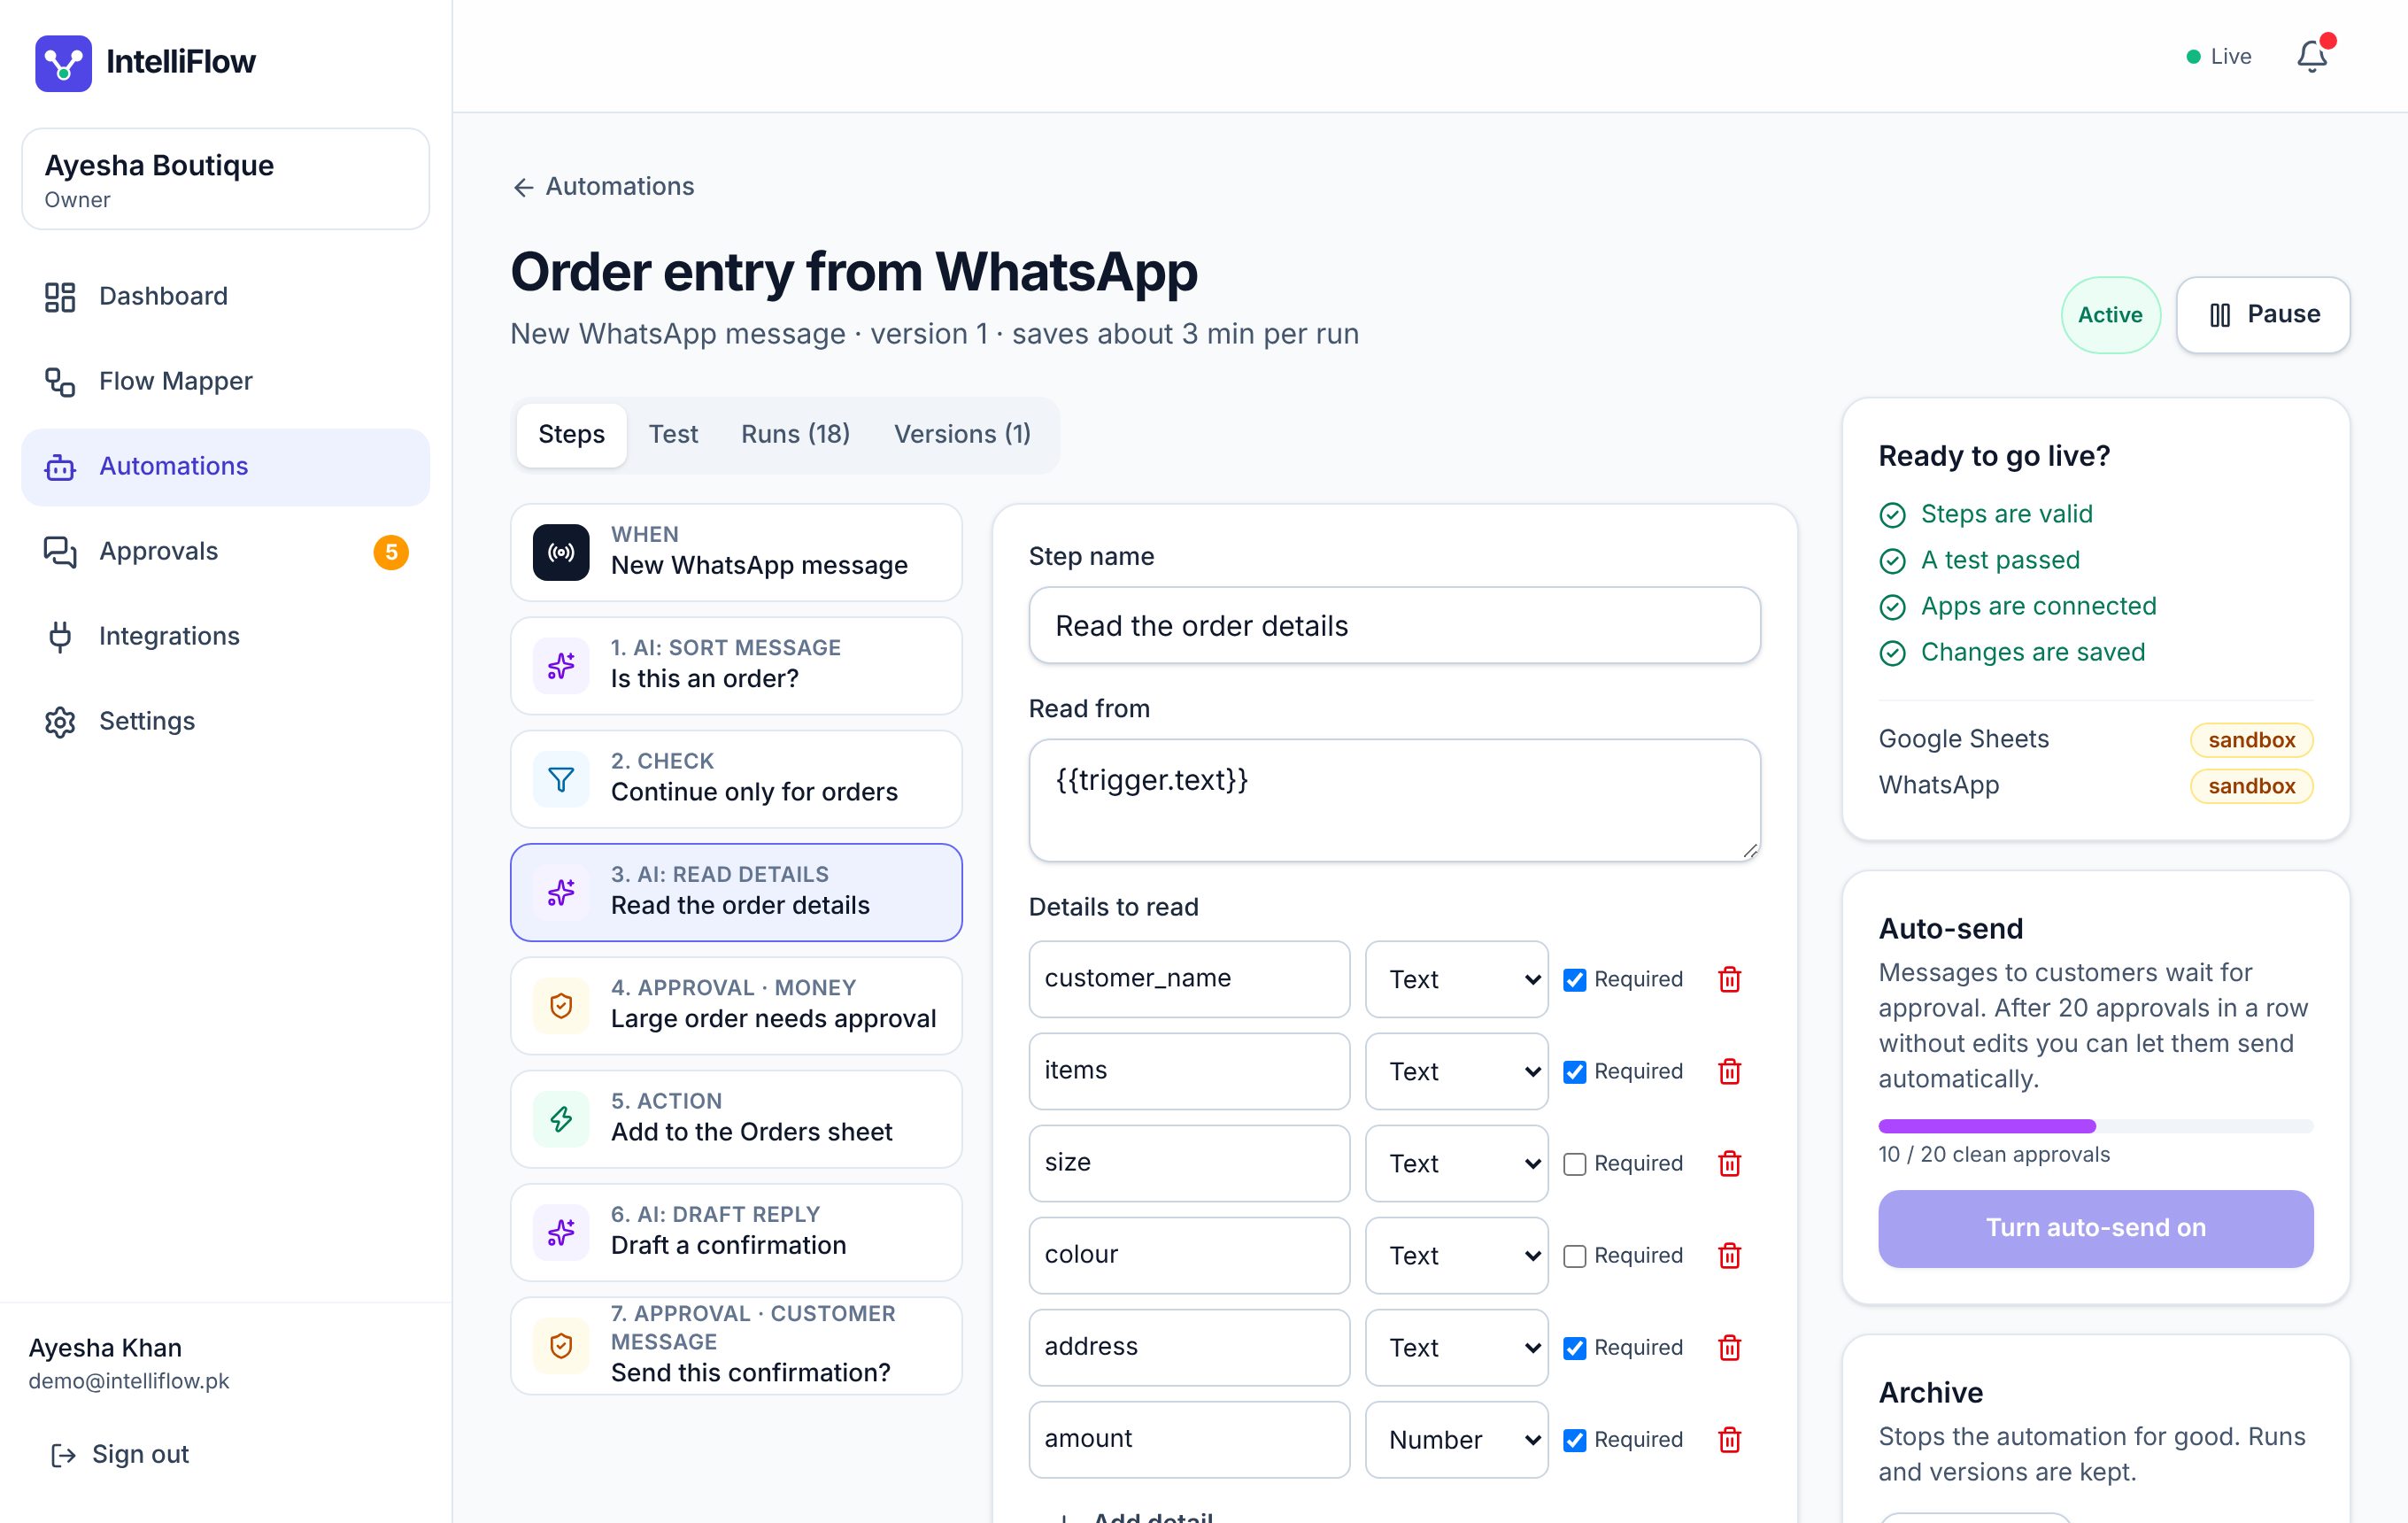 IntelliFlow
Ayesha Boutique
Owner
Dashboard
Flow Mapper
Automations
Approvals
5
Integrations
Settings
Ayesha Khan
demo@intelliflow.pk
Sign out
Live
Automations
Order entry from WhatsApp
New WhatsApp message · version 1 · saves about 3 min per run
Active
Pause
Steps
Test
Runs (18)
Versions (1)
WHEN
New WhatsApp message
1. AI: SORT MESSAGE
Is this an order?
2. CHECK
Continue only for orders
3. AI: READ DETAILS
Read the order details
4. APPROVAL · MONEY
Large order needs approval
5. ACTION
Add to the Orders sheet
6. AI: DRAFT REPLY
Draft a confirmation
7. APPROVAL · CUSTOMER
MESSAGE
Send this confirmation?
Step name
Read the order details
Read from
{{trigger.text}}
Details to read
customer_name Text Required
items Text Required
size Text Required
colour Text Required
address Text Required
amount Number Required
Add detail
Ready to go live?
Steps are valid
A test passed
Apps are connected
Changes are saved
Google Sheets sandbox
WhatsApp sandbox
Auto-send
Messages to customers wait for
approval. After 20 approvals in a row
without edits you can let them send
automatically.
10 / 20 clean approvals
Turn auto-send on
Archive
Stops the automation for good. Runs
and versions are kept.